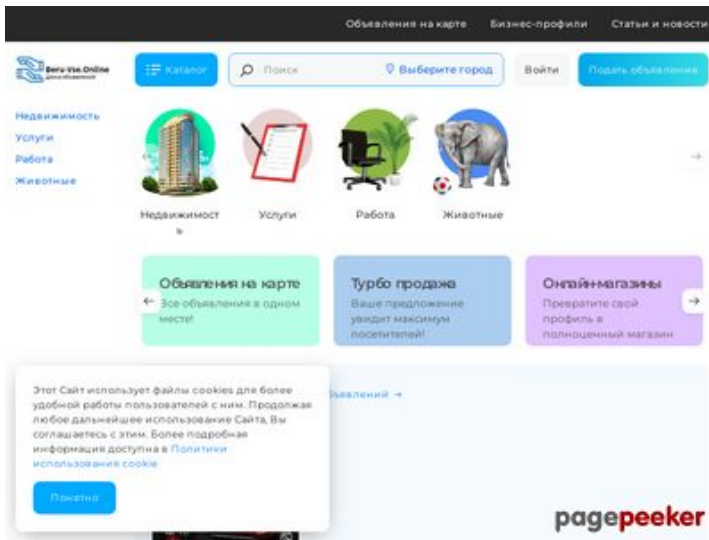 Объявления на карте Бизнес-профили Статьи и новости
Beru-Vse.Online
Доска объявлений
Каталог Поиск Выберите город Войти Подать объявление
Недвижимость
Услуги
Работа
Животные
Недвижимост
ь
Услуги Работа Животные
Объявления на карте
Все объявления в одном
месте!
Турбо продажа
Ваше предложение
увидит максимум
посетителей!
Онлайн-магазины
Превратите свой
профиль в
полноценный магазин
бъявлений →
Этот Сайт использует файлы cookies для более
удобной работы пользователей с ним. Продолжая
любое дальнейшее использование Сайта, Вы
соглашаетесь с этим. Более подробная
информация доступна в Политики
использования cookie
Понятно
pagepeeker